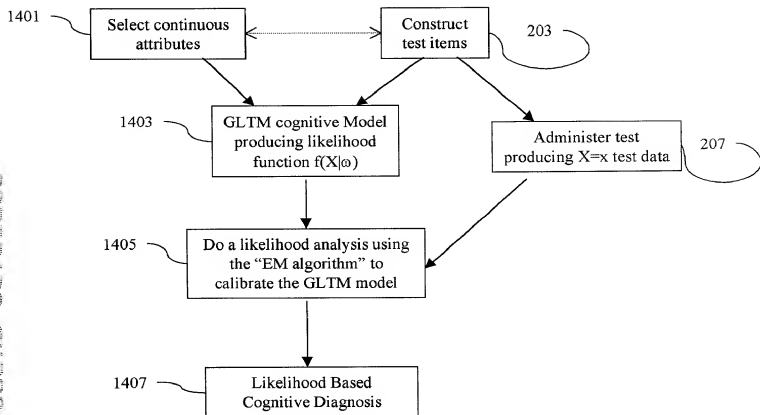 1401
Select continuous
attributes
Construct
test items
203
1403
GLTM cognitive Model
producing likelihood
function f(X|ω)
Administer test
producing X=x test data
207
1405
Do a likelihood analysis using
the “EM algorithm” to
calibrate the GLTM model
1407
Likelihood Based
Cognitive Diagnosis